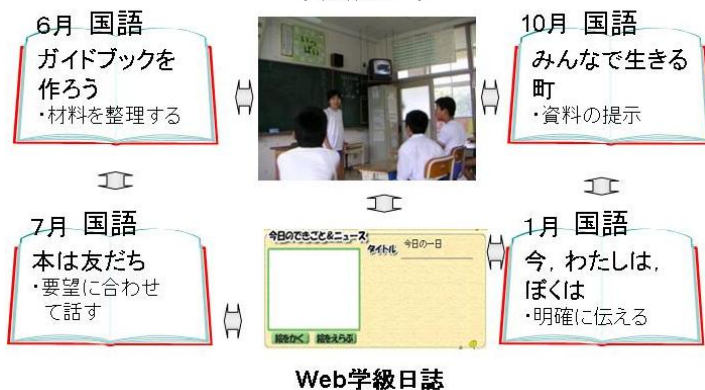 6月 国語
ガイドブックを
作ろう
・材料を整理する
10月 国語
みんなで生きる
町
・資料の提示
7月 国語
本は友だち
・要望に合わせ
て話す
今日のできごと&ニュース
タイトル 今日の一日
絵をかく 絵をえらぶ
1月 国語
今，わたしは，
ぼくは
・明確に伝える
Web学級日誌